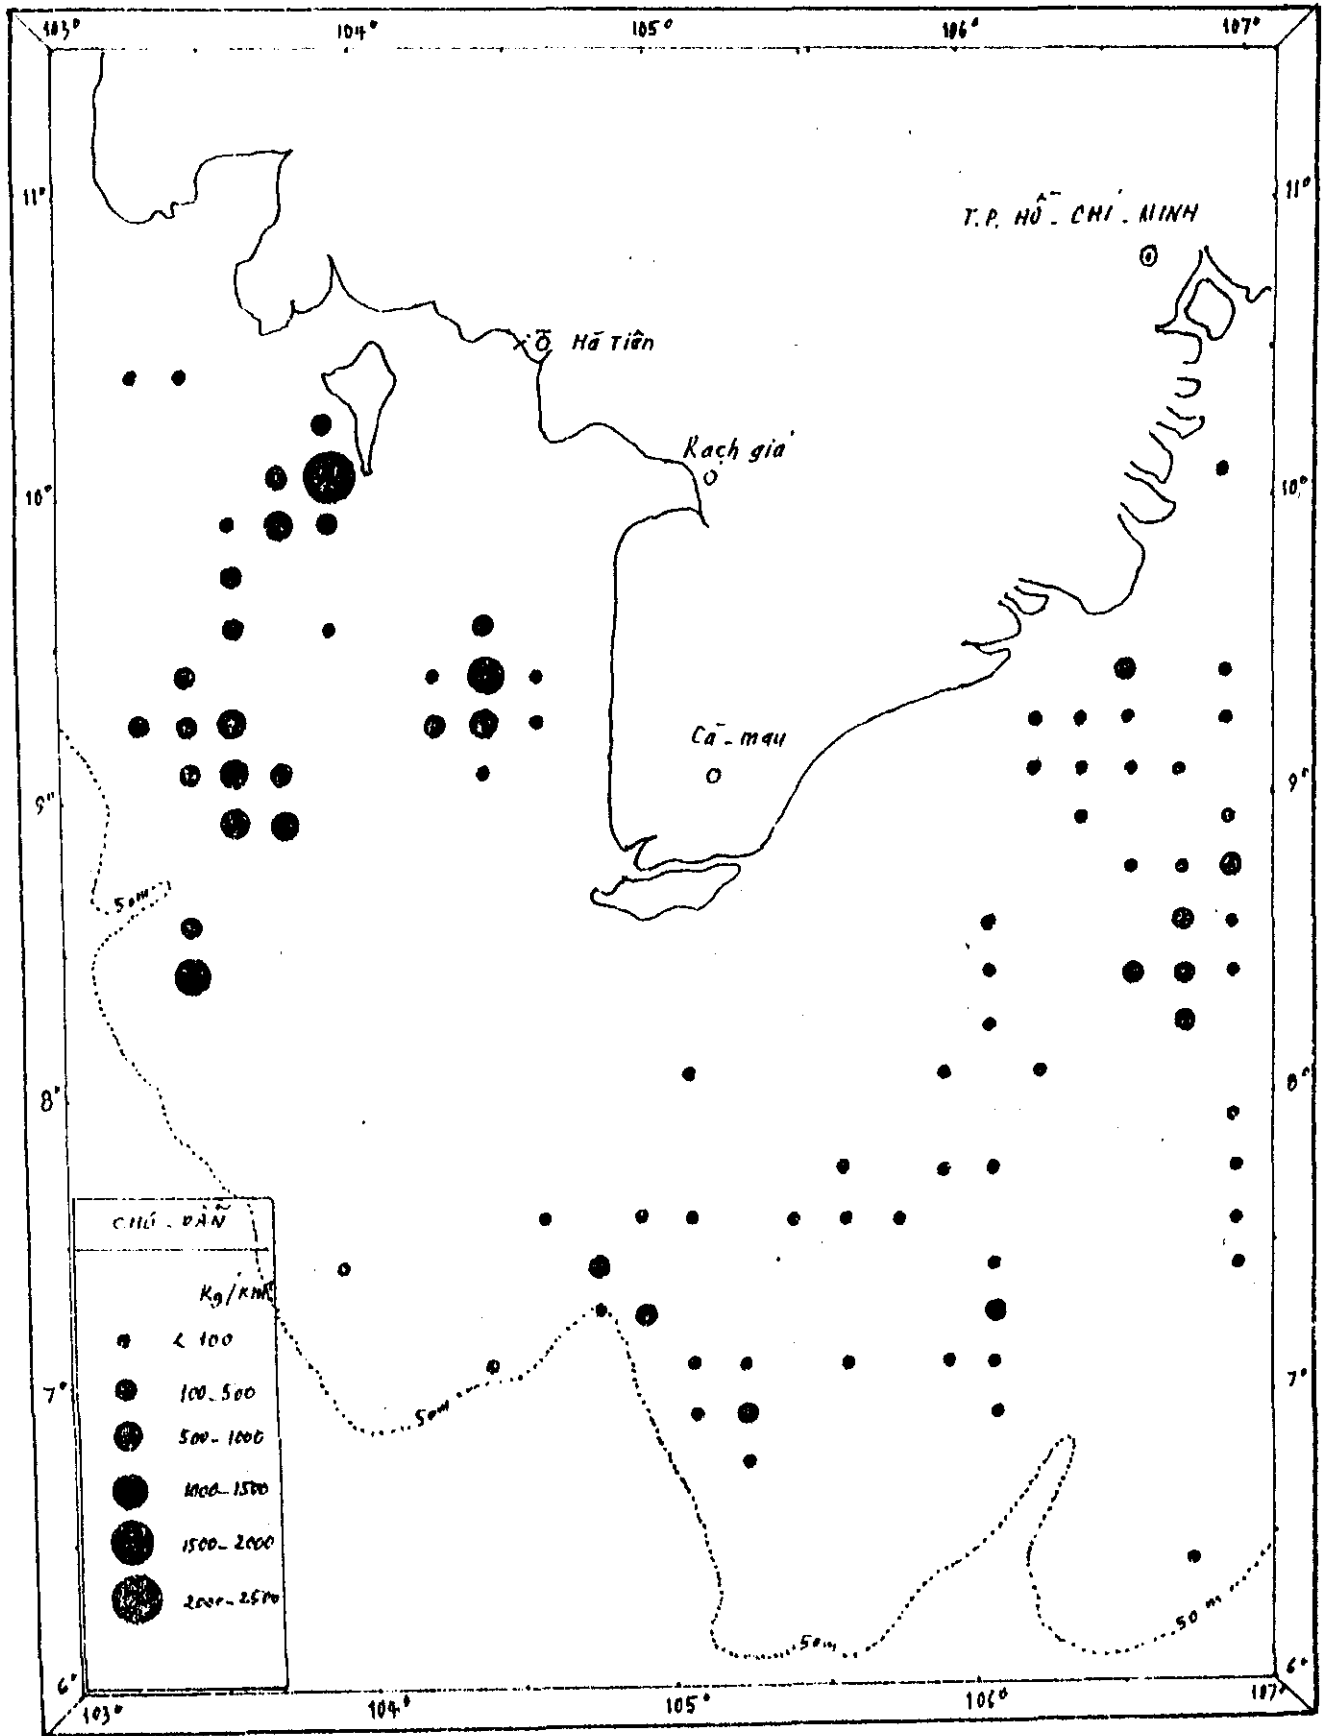 103° 104° 105° 106° 107°
11° 11°
T.P. HỒ - CHÍ - MINH
Hà Tiên
Rạch giá
10° 10°
Cà - mau
9° 9°
50m
8° 8°
CHÚ - DẪN
Kg/Km²
< 100
100-500
7° 7°
50m
500-1000
1000-1500
1500-2000
2000-2500
50m
50m
6° 6°
103° 104° 105° 106° 107°